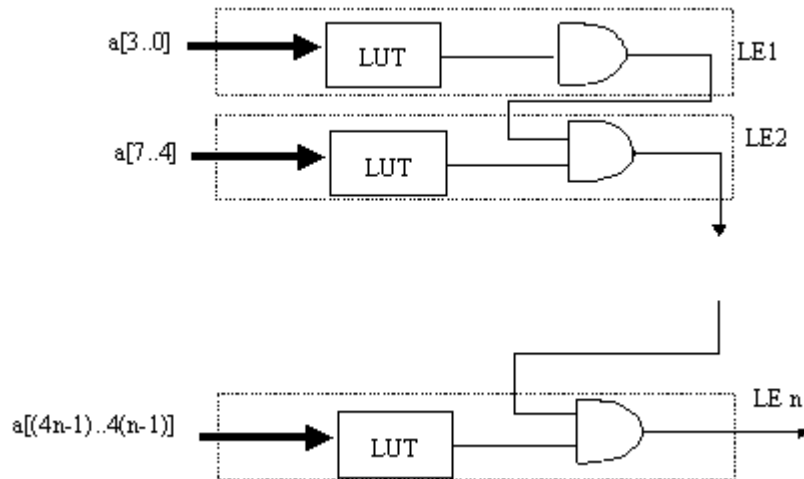 a[3..0]
LUT
LE1
a[7..4]
LUT
LE2
a[(4n-1)..4(n-1)]
LUT
LE n